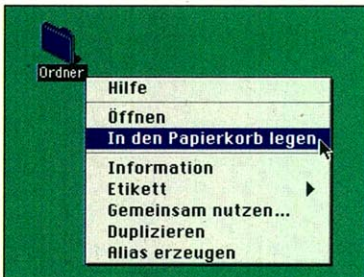 Ordner
Hilfe
Öffnen
In den Papierkorb legen
Information
Etikett
Gemeinsam nutzen...
Duplizieren
Alias erzeugen